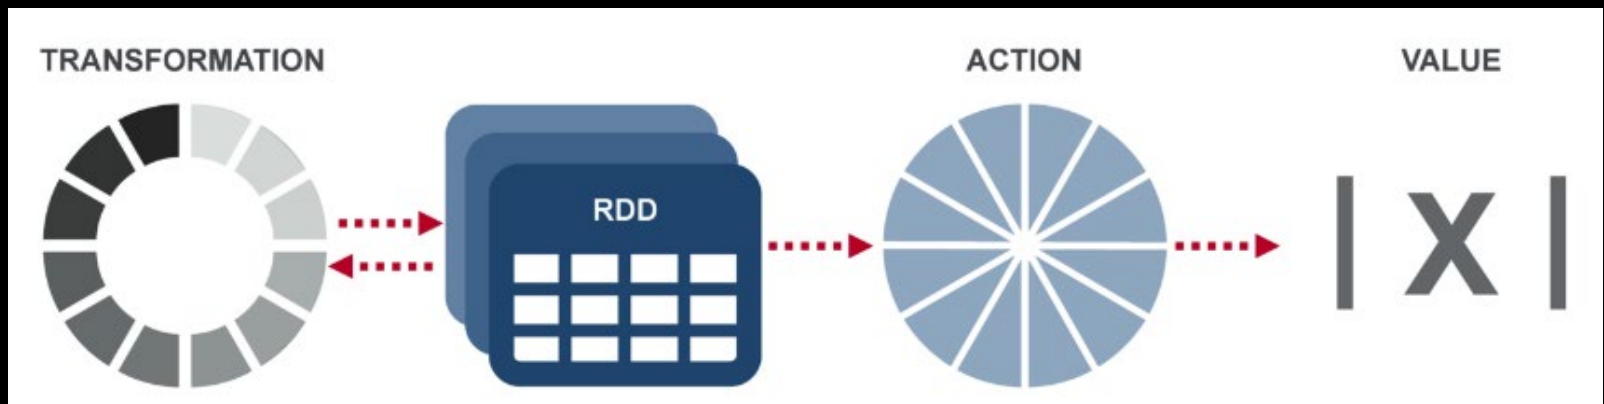 TRANSFORMATION
ACTION
VALUE
RDD
| X |